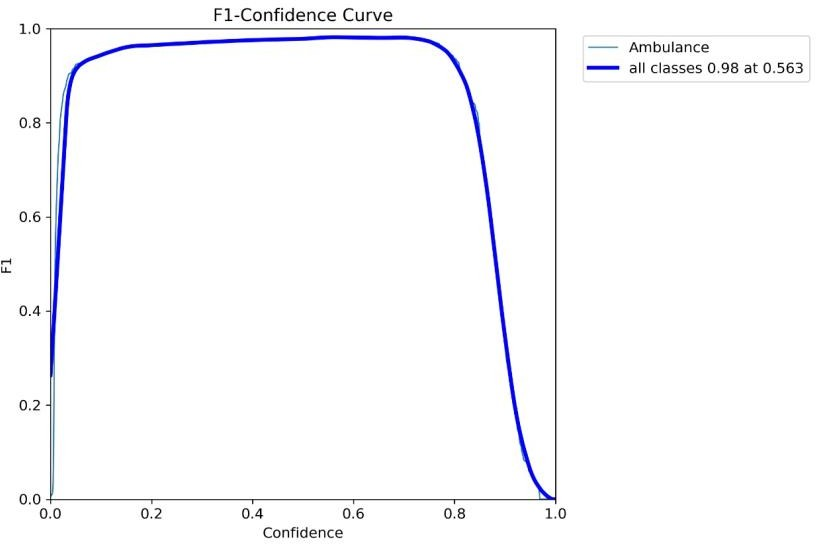 F1-Confidence Curve
Ambulance
all classes 0.98 at 0.563
1.0
0.8
0.6
0.4
0.2
0.0
F1
0.0 0.2 0.4 0.6 0.8 1.0
Confidence